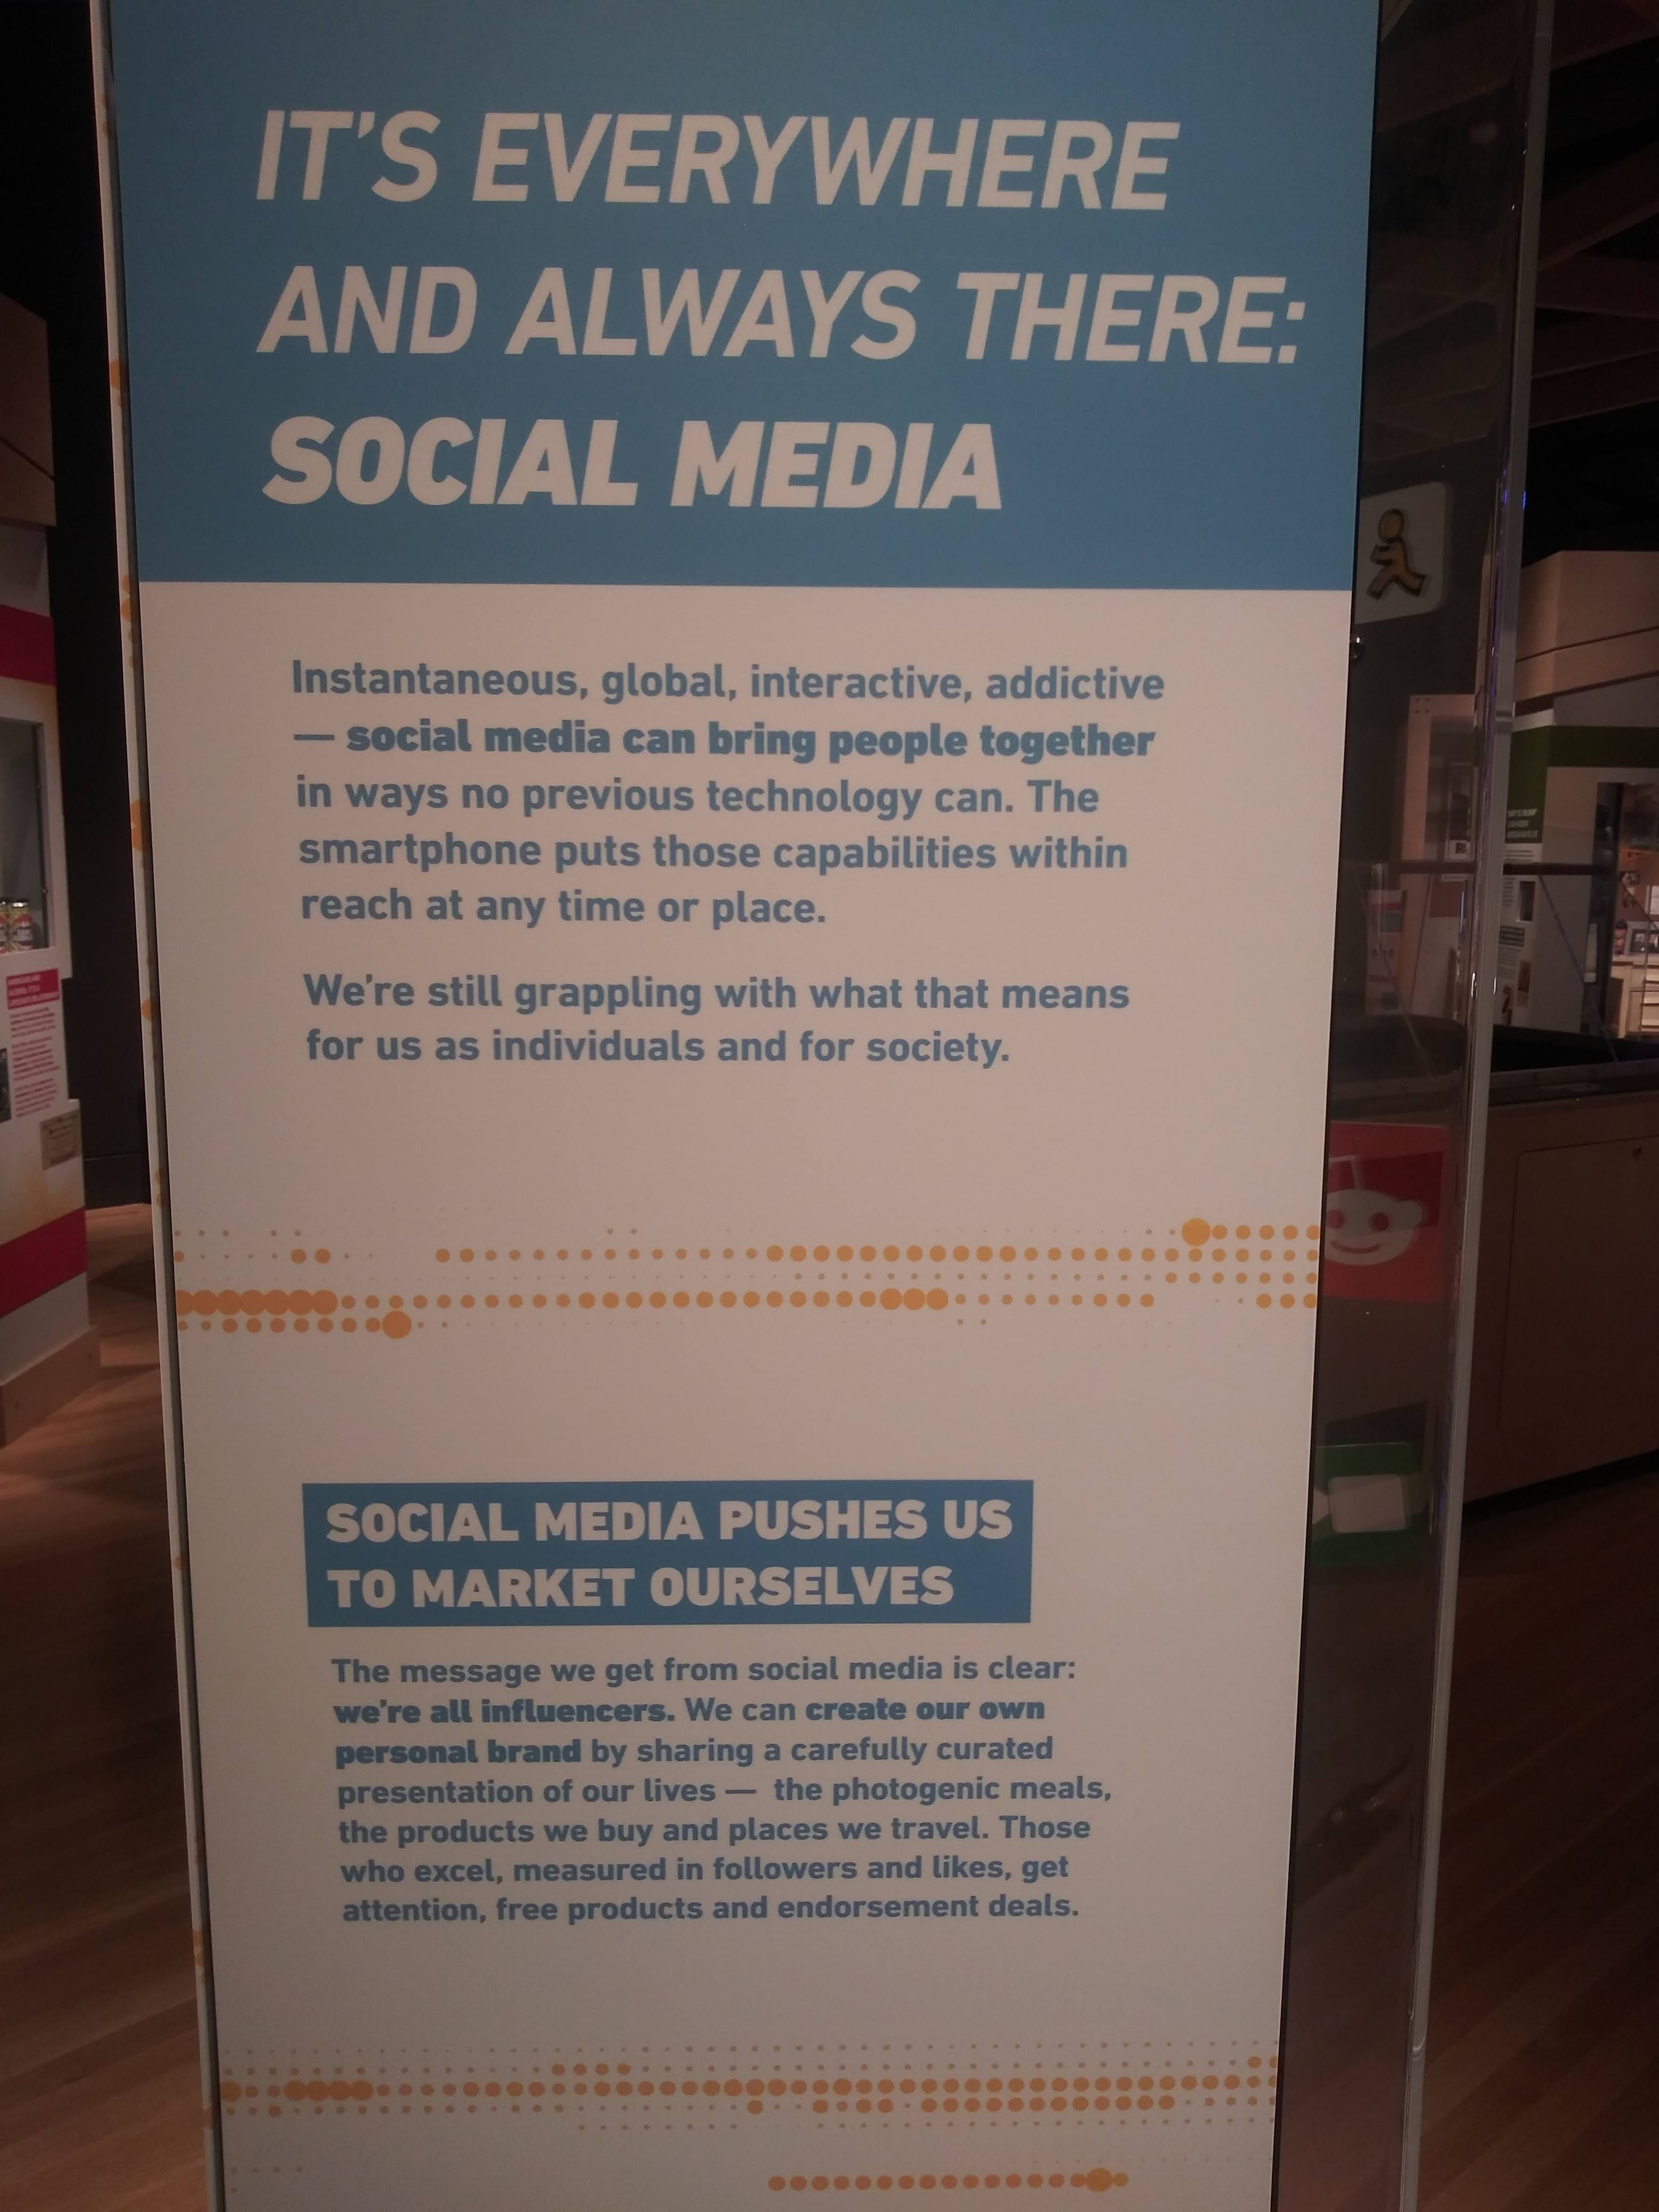 IT'S EVERYWHERE
AND ALWAYS THERE:
SOCIAL MEDIA
Instantaneous, global, interactive, addictive
— social media can bring people together
in ways no previous technology can. The
smartphone puts those capabilities within
reach at any time or place.
We're still grappling with what that means
for us as individuals and for society.
SOCIAL MEDIA PUSHES US
TO MARKET OURSELVES
The message we get from social media is clear:
we're all influencers. We can create our own
personal brand by sharing a carefully curated
presentation of our lives — the photogenic meals,
the products we buy and places we travel. Those
who excel, measured in followers and likes, get
attention, free products and endorsement deals.